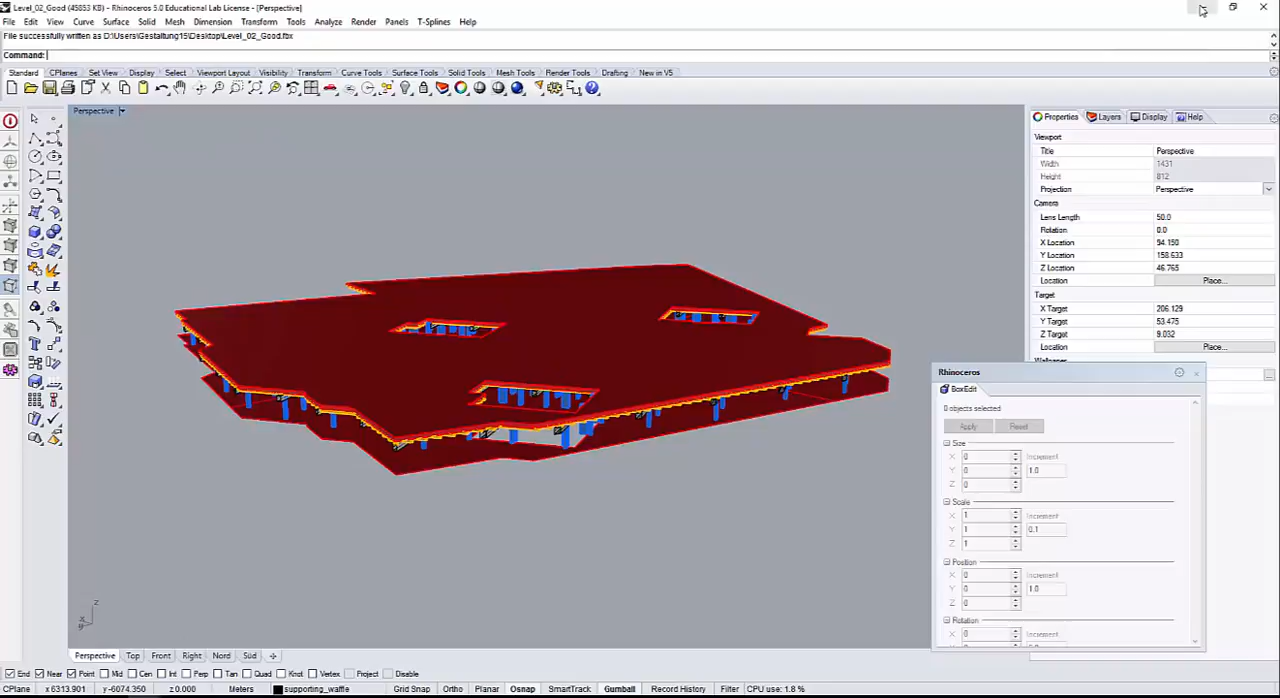 Level_02_Good (45853 KB) - Rhinoceros 5.0 Educational Lab License - [Perspective]
File Edit View Curve Surface Solid Mesh Dimension Transform Tools Analyze Render Panels T-Splines Help
File successfully written as D:\Users\Gestaltung15\Desktop\Level_02_Good.fbx
Command:
Standard CPlanes Set View Display Select Viewport Layout Visibility Transform Curve Tools Surface Tools Solid Tools Mesh Tools Render Tools Drafting New in V5
Perspective
Properties Layers Display Help
Viewport
Title Perspective
Width 1431
Height 812
Projection Perspective
Camera
Lens Length 50.0
Rotation 0.0
X Location 94.150
Y Location 158.633
Z Location 46.765
Location Place...
Target
X Target 206.129
Y Target 53.475
Z Target 9.032
Location Place...
Rhinoceros
BoxEdit
0 objects selected
Apply Reset
Size
X 0 Increment
Y 0 1.0
Z 0
Scale
X 1 Increment
Y 1 0.1
Z 1
Position
X 0 Increment
Y 0 1.0
Z 0
Rotation
X 0 Increment
z
x
y
Perspective Top Front Right Nord Süd
End Near Point Mid Cen Int Perp Tan Quad Knot Vertex Project Disable
CPlane x 6313.901 y -6074.350 z 0.000 Meters supporting_waffle Grid Snap Ortho Planar Osnap SmartTrack Gumball Record History Filter CPU use: 1.8 %